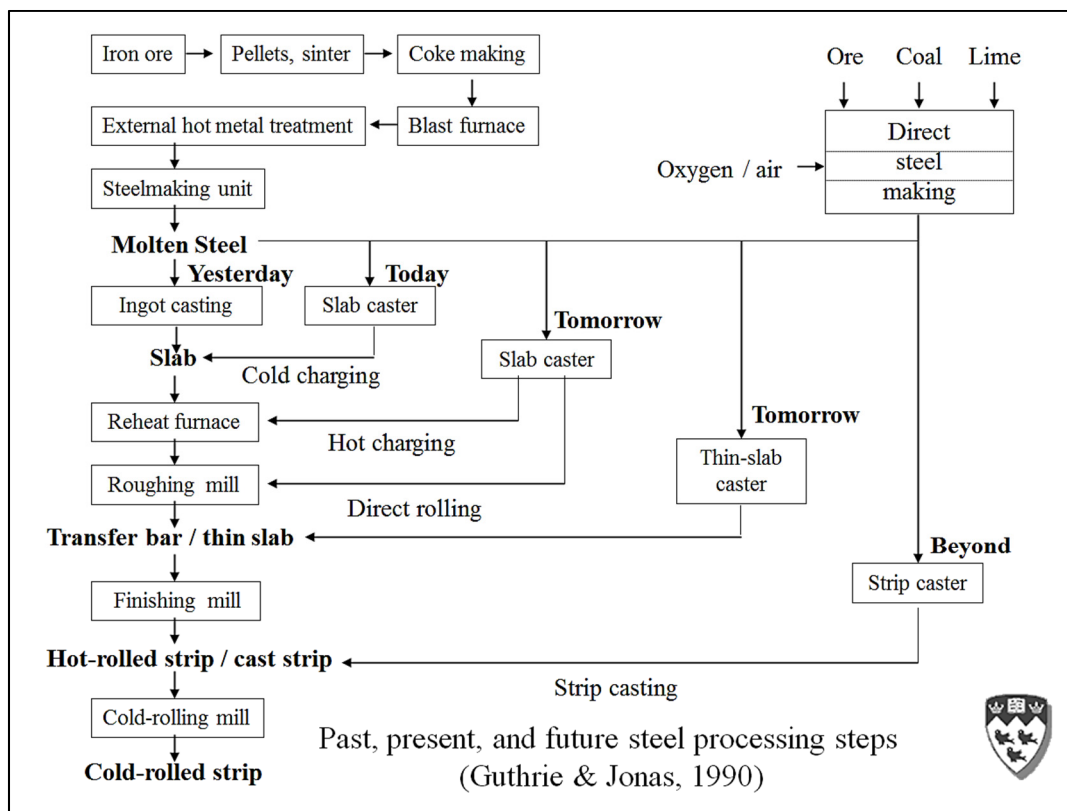 Iron ore
Pellets, sinter
Coke making
Ore
Coal
Lime
External hot metal treatment
Blast furnace
Direct
steel
making
Oxygen / air
Steelmaking unit
Molten Steel
Yesterday
Today
Ingot casting
Slab caster
Tomorrow
Slab
Cold charging
Slab caster
Reheat furnace
Hot charging
Tomorrow
Thin-slab
caster
Roughing mill
Direct rolling
Transfer bar / thin slab
Beyond
Strip caster
Finishing mill
Hot-rolled strip / cast strip
Strip casting
Cold-rolling mill
Cold-rolled strip
Past, present, and future steel processing steps
(Guthrie & Jonas, 1990)